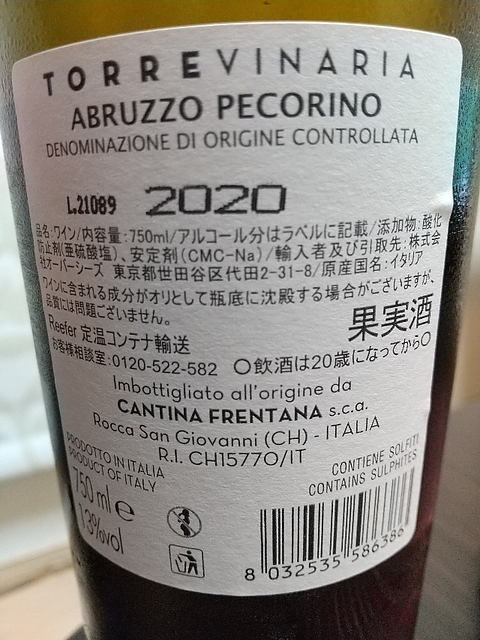 TORREVINARIA
ABRUZZO PECORINO
DENOMINAZIONE DI ORIGINE CONTROLLATA
L.21089 2020
品名:ワイン/内容量:750ml/アルコール分はラベルに記載/添加物:酸化
防止剤(亜硫酸塩)、安定剤(CMC-Na)/輸入者及び引取先:株式会
社オーバーシーズ 東京都世田谷区代田2-31-8/原産国名:イタリア
ワインに含まれる成分がオリとして瓶底に沈殿する場合がございますが、
品質には問題ございません。
Reefer 定温コンテナ輸送
果実酒
お客様相談室:0120-522-582 〇飲酒は20歳になってから〇
Imbottigliato all'origine da
CANTINA FRENTANA s.c.a.
Rocca San Giovanni (CH) - ITALIA
R.I. CH15770/IT
PRODOTTO IN ITALIA
PRODUCT OF ITALY
CONTIENE SOLFITI
CONTAINS SULPHITES
750 ml e
13%vol
8 032535 586386